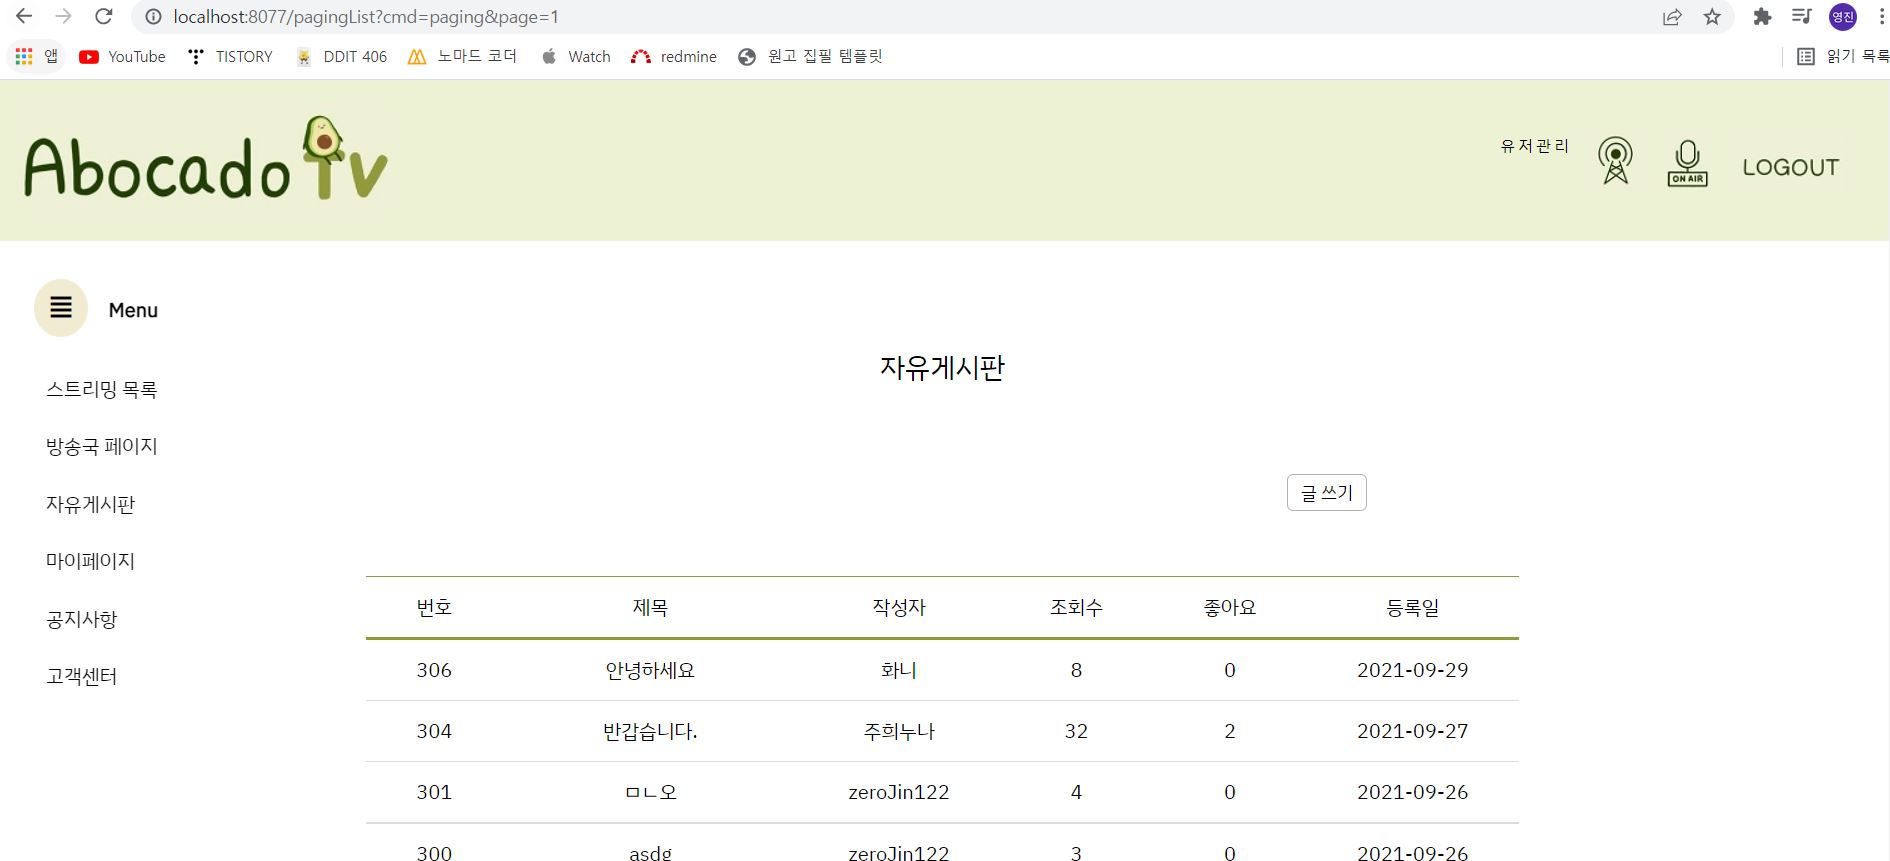 localhost:8077/pagingList?cmd=paging&page=1
영진
앱 YouTube TISTORY DDIT 406 노마드 코더 Watch redmine 원고 집필 템플릿 읽기 목록
Abocado Tv
유저관리 ON AIR LOGOUT
Menu
스트리밍 목록
방송국 페이지
자유게시판
마이페이지
공지사항
고객센터
자유게시판
글 쓰기
번호 제목 작성자 조회수 좋아요 등록일
306 안녕하세요 화니 8 0 2021-09-29
304 반갑습니다. 주희누나 32 2 2021-09-27
301 ㅁㄴ오 zeroJin122 4 0 2021-09-26
300 asdg zeroJin122 3 0 2021-09-26